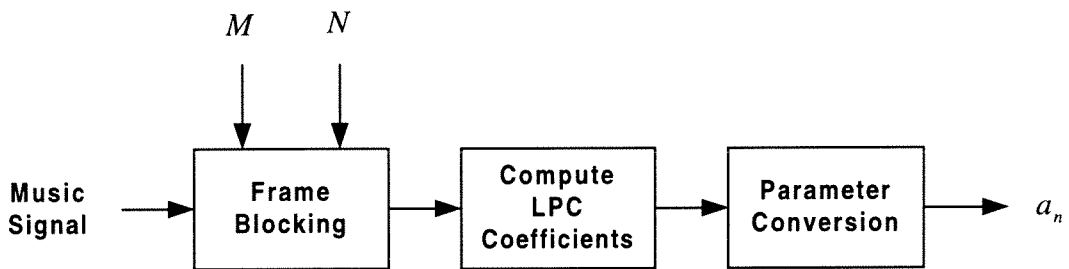 M
N
Music
Signal
Frame
Blocking
Compute
LPC
Coefficients
Parameter
Conversion
a_n